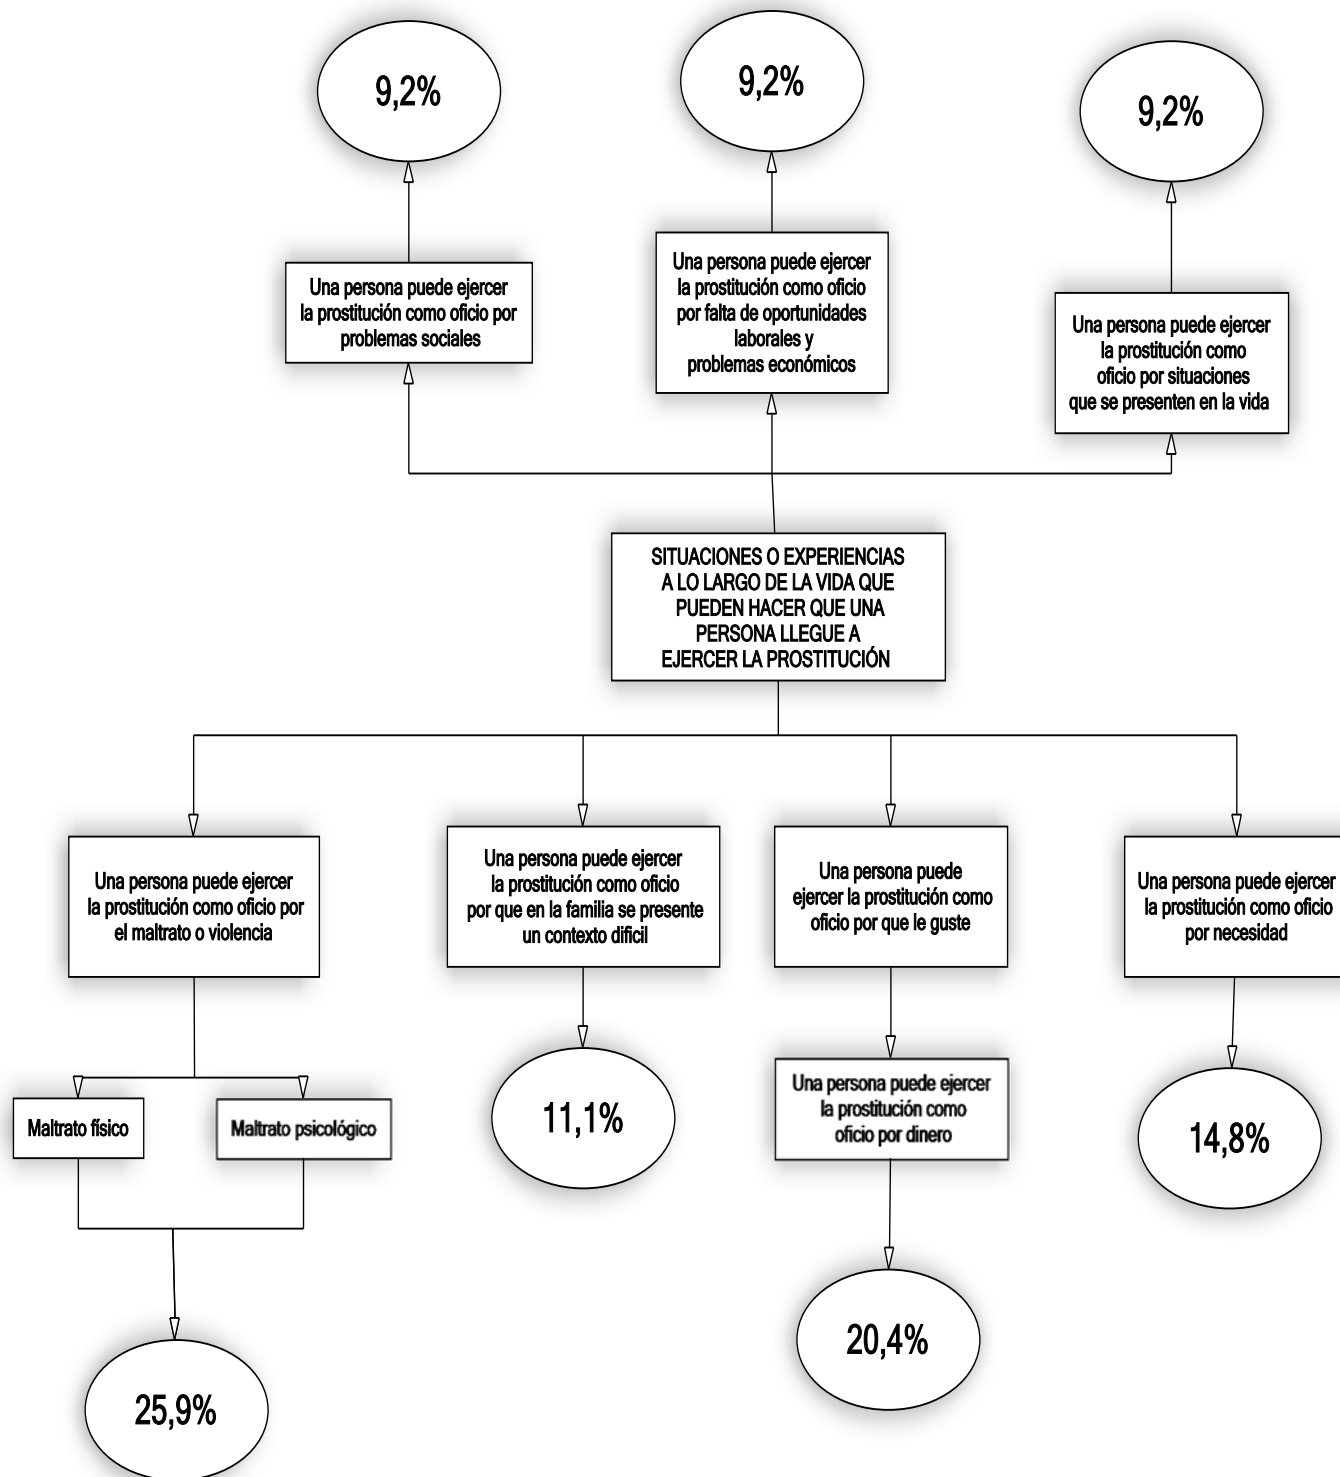 9,2%
9,2%
9,2%
Una persona puede ejercer
la prostitución como oficio por
problemas sociales
Una persona puede ejercer
la prostitución como oficio
por falta de oportunidades
laborales y
problemas económicos
Una persona puede ejercer
la prostitución como
oficio por situaciones
que se presenten en la vida
SITUACIONES O EXPERIENCIAS
A LO LARGO DE LA VIDA QUE
PUEDEN HACER QUE UNA
PERSONA LLEGUE A
EJERCER LA PROSTITUCIÓN
Una persona puede ejercer
la prostitución como oficio por
el maltrato o violencia
Una persona puede ejercer
la prostitución como oficio
por que en la familia se presente
un contexto dificil
Una persona puede
ejercer la prostitución como
oficio por que le guste
Una persona puede ejercer
la prostitución como oficio
por necesidad
Maltrato físico
Maltrato psicológico
11,1%
Una persona puede ejercer
la prostitución como
oficio por dinero
14,8%
25,9%
20,4%